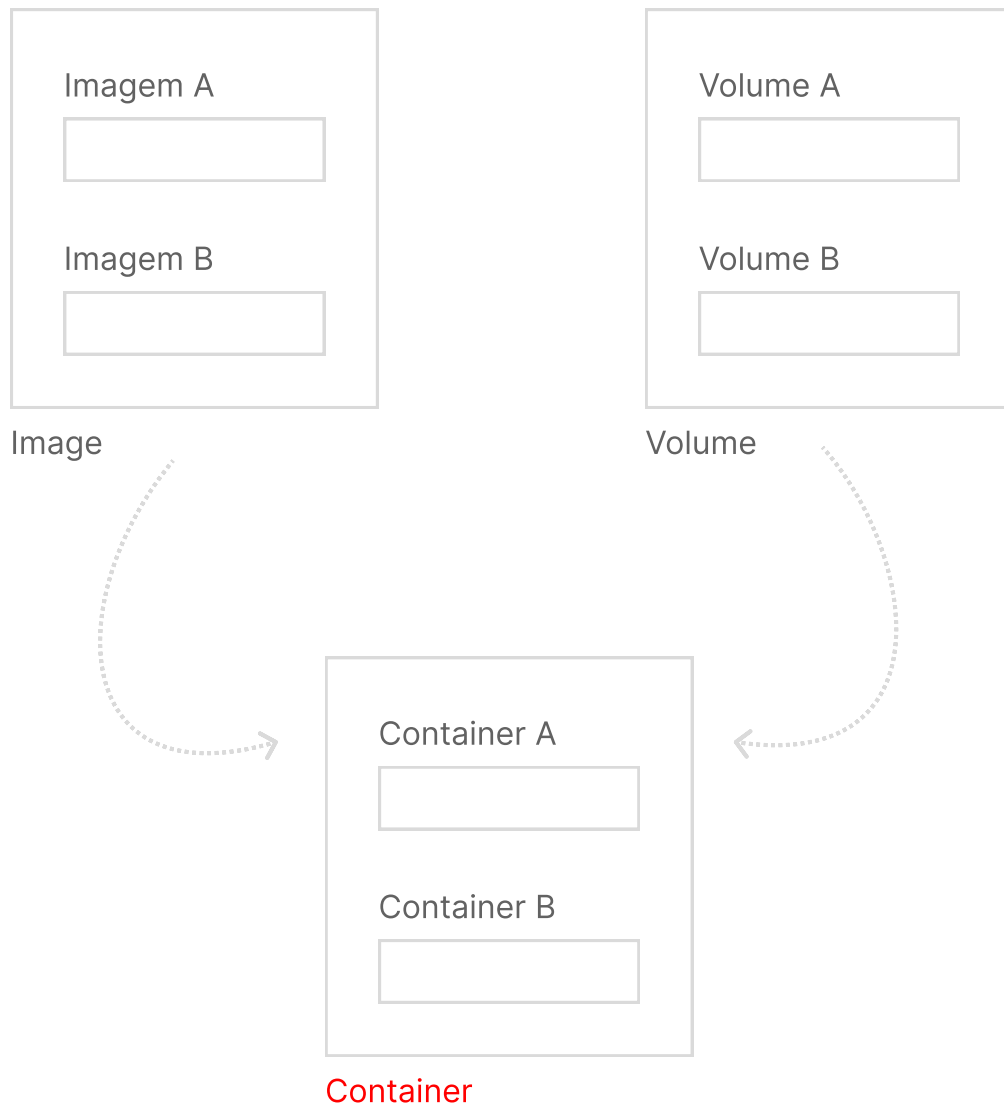 Imagem A
Imagem B
Image
Volume A
Volume B
Volume
Container A
Container B
Container